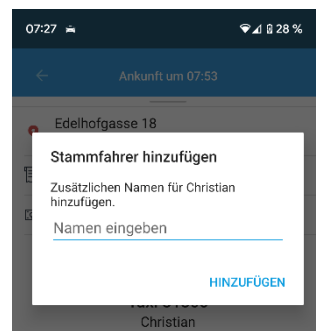 07:27 28 %
Ankunft um 07:53
Edelhofgasse 18
Stammfahrer hinzufügen
Zusätzlichen Namen für Christian
hinzufügen.
Namen eingeben
HINZUFÜGEN
Christian